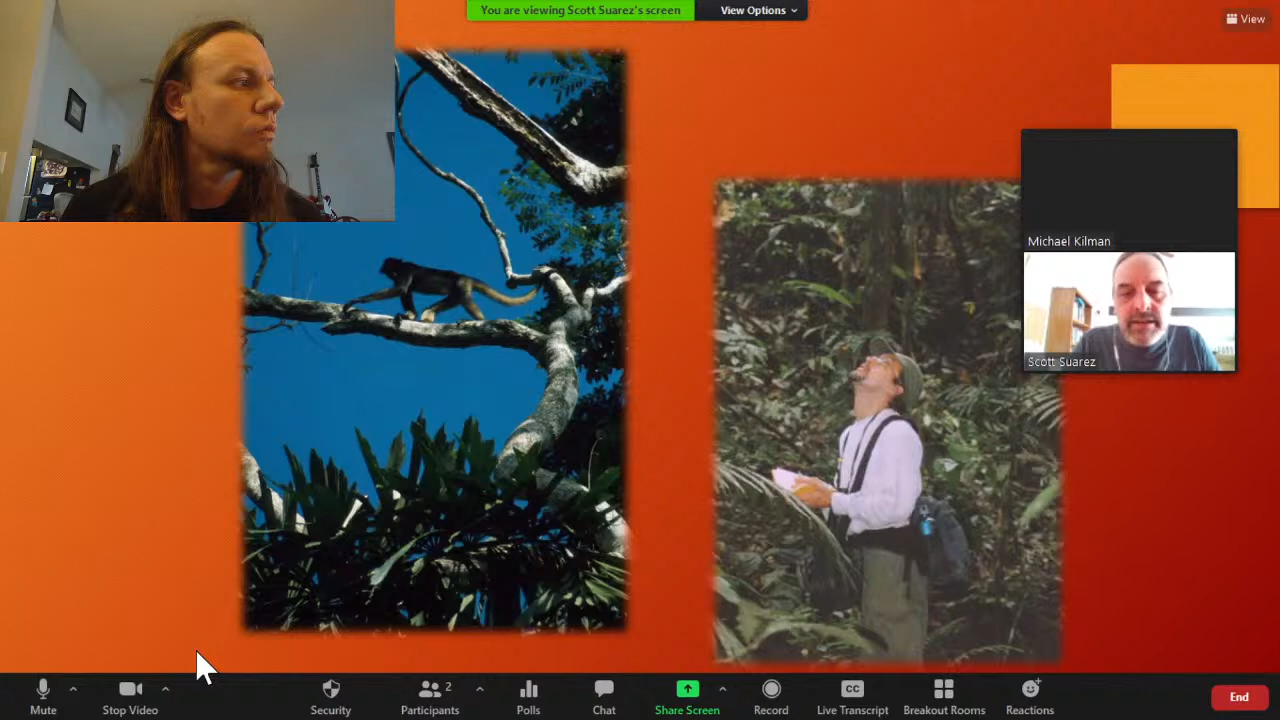 You are viewing Scott Suarez's screen
View Options
View
Michael Kilman
Scott Suarez
Mute
Stop Video
Security
Participants
2
Polls
Chat
Share Screen
Record
CC
Live Transcript
Breakout Rooms
Reactions
End